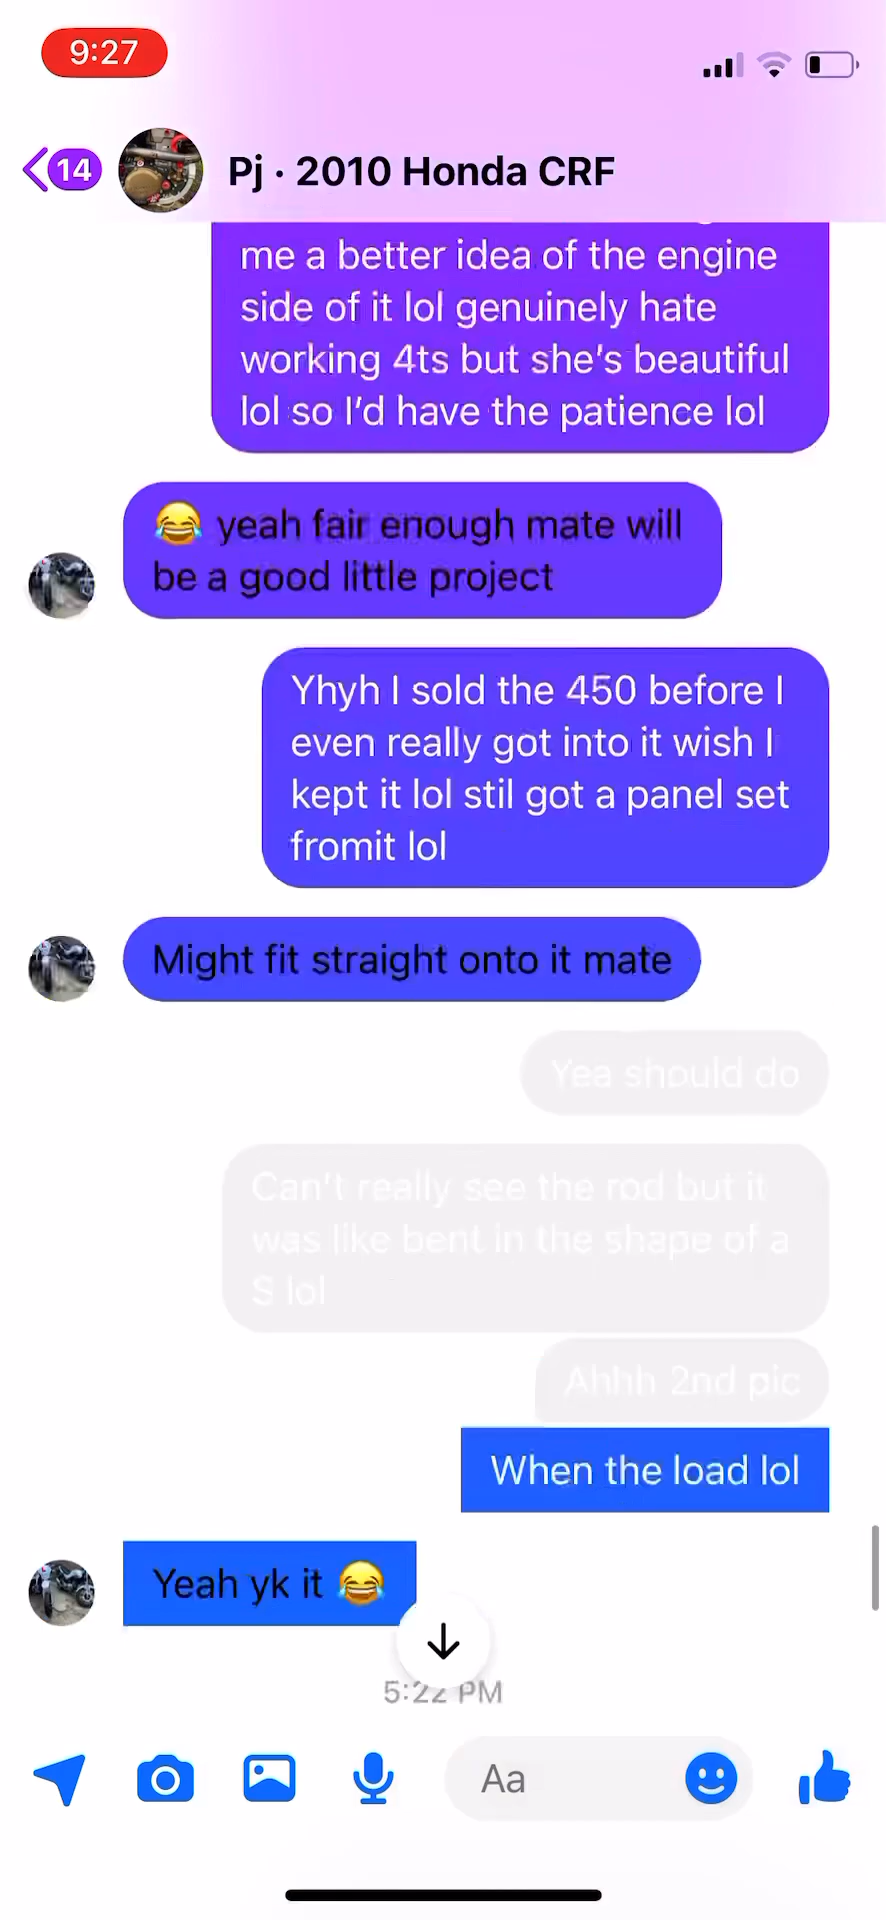 9:27
14
Pj · 2010 Honda CRF
me a better idea of the engine
side of it lol genuinely hate
working 4ts but she's beautiful
lol so I'd have the patience lol
😂 yeah fair enough mate will
be a good little project
Yhyh I sold the 450 before I
even really got into it wish I
kept it lol stil got a panel set
fromit lol
Might fit straight onto it mate
Yea should do
Can't really see the rod but it
was like bent in the shape of a
S lol
Ahhh 2nd pic
When the load lol
Yeah yk it 😂
5:22 PM
Aa